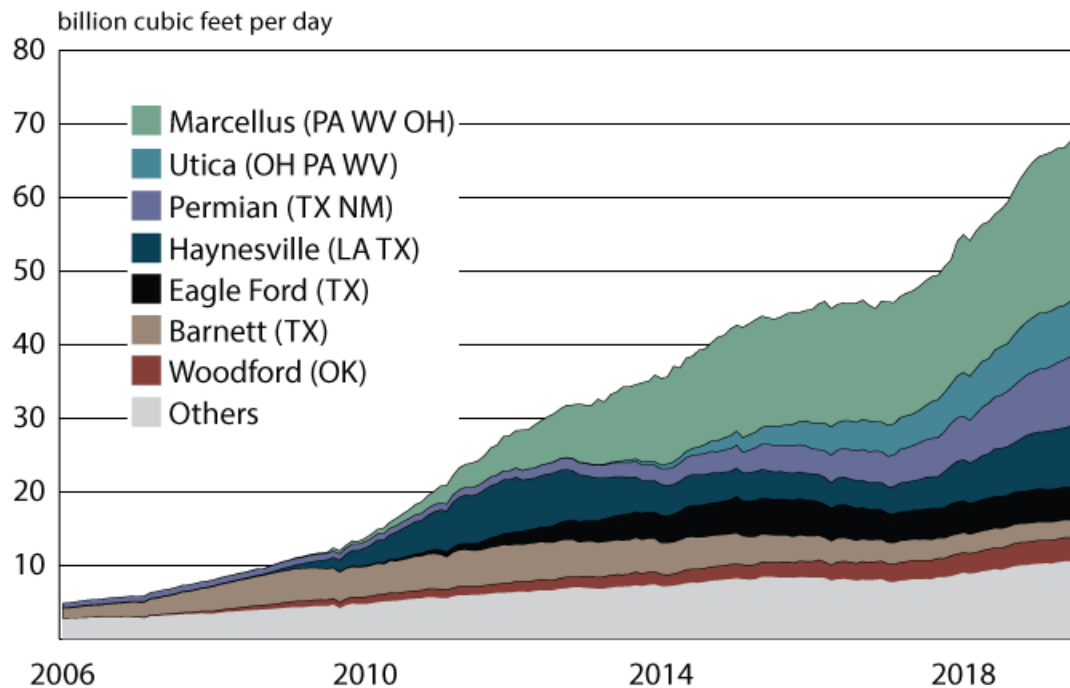 billion cubic feet per day
80
70
60
50
40
30
20
10
Marcellus (PA WV OH)
Utica (OH PA WV)
Permian (TX NM)
Haynesville (LA TX)
Eagle Ford (TX)
Barnett (TX)
Woodford (OK)
Others
2006 2010 2014 2018